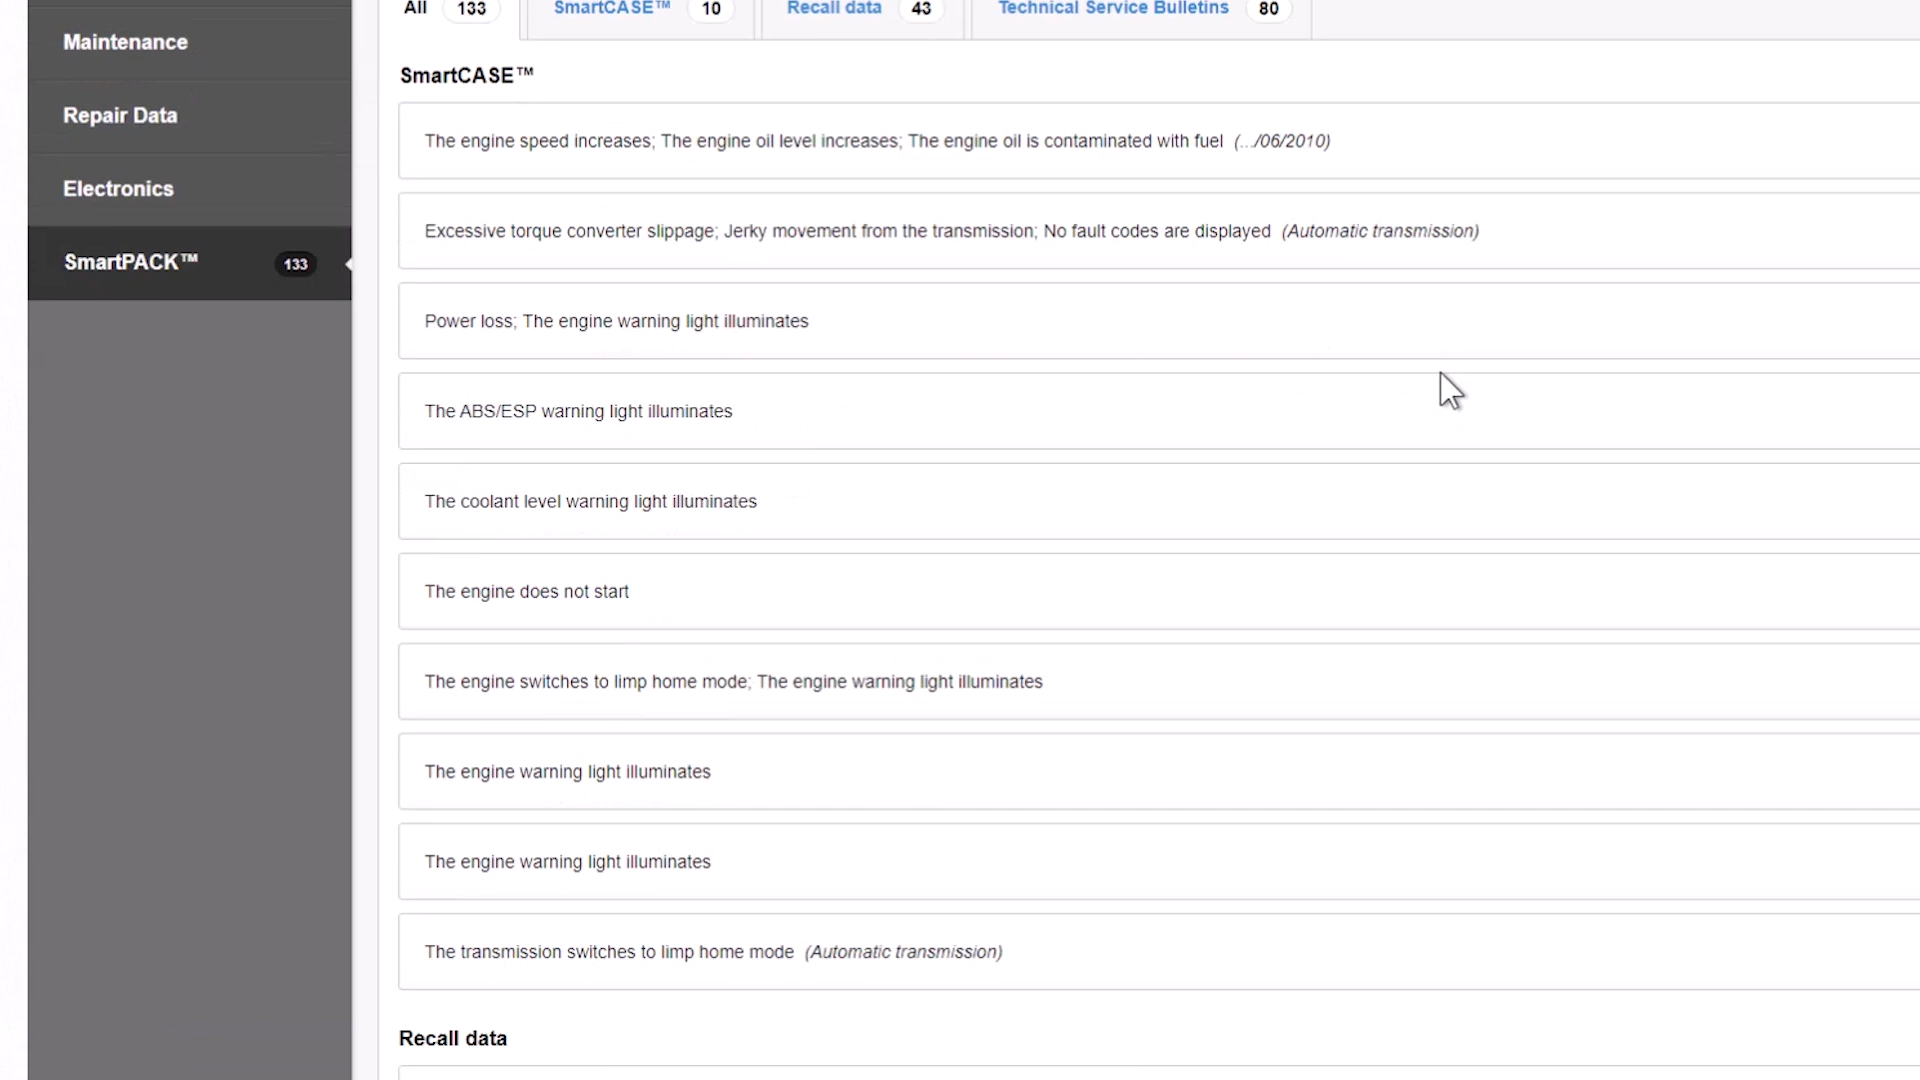 All 133 SmartCASE™ 10 Recall data 43 Technical Service Bulletins 80
Maintenance
Repair Data
Electronics
SmartPACK™ 133
SmartCASE™
The engine speed increases; The engine oil level increases; The engine oil is contaminated with fuel (.../06/2010)
Excessive torque converter slippage; Jerky movement from the transmission; No fault codes are displayed (Automatic transmission)
Power loss; The engine warning light illuminates
The ABS/ESP warning light illuminates
The coolant level warning light illuminates
The engine does not start
The engine switches to limp home mode; The engine warning light illuminates
The engine warning light illuminates
The engine warning light illuminates
The transmission switches to limp home mode (Automatic transmission)
Recall data